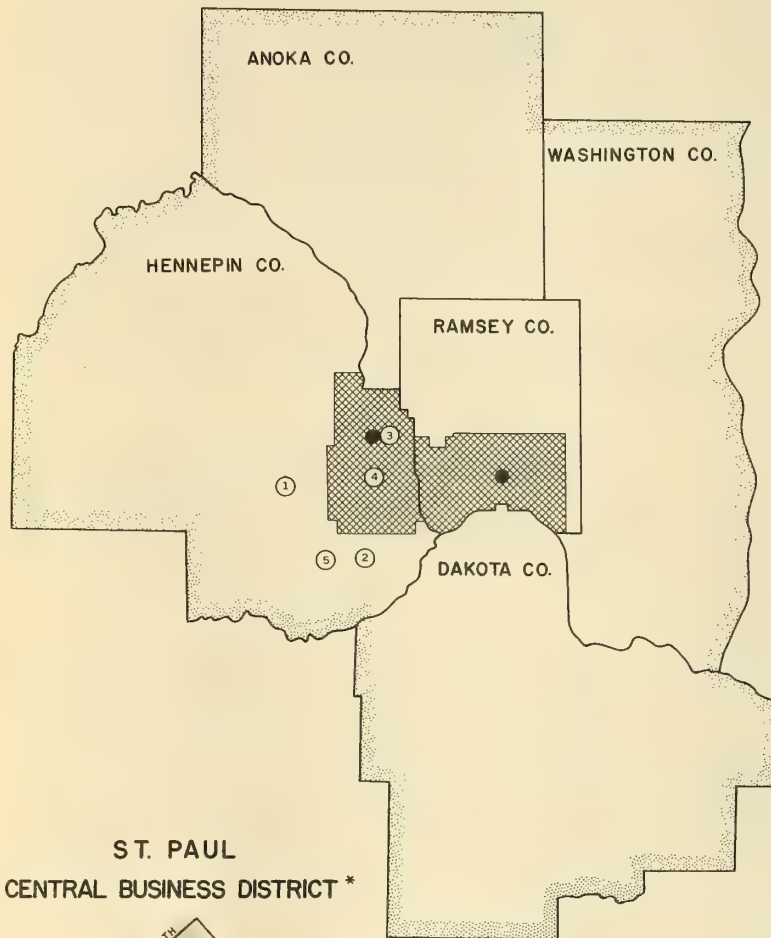 ANOKA CO.
WASHINGTON CO.
HENNEPIN CO.
RAMSEY CO.
3
4
1
5
2
DAKOTA CO.
ST. PAUL
CENTRAL BUSINESS DISTRICT *
TH